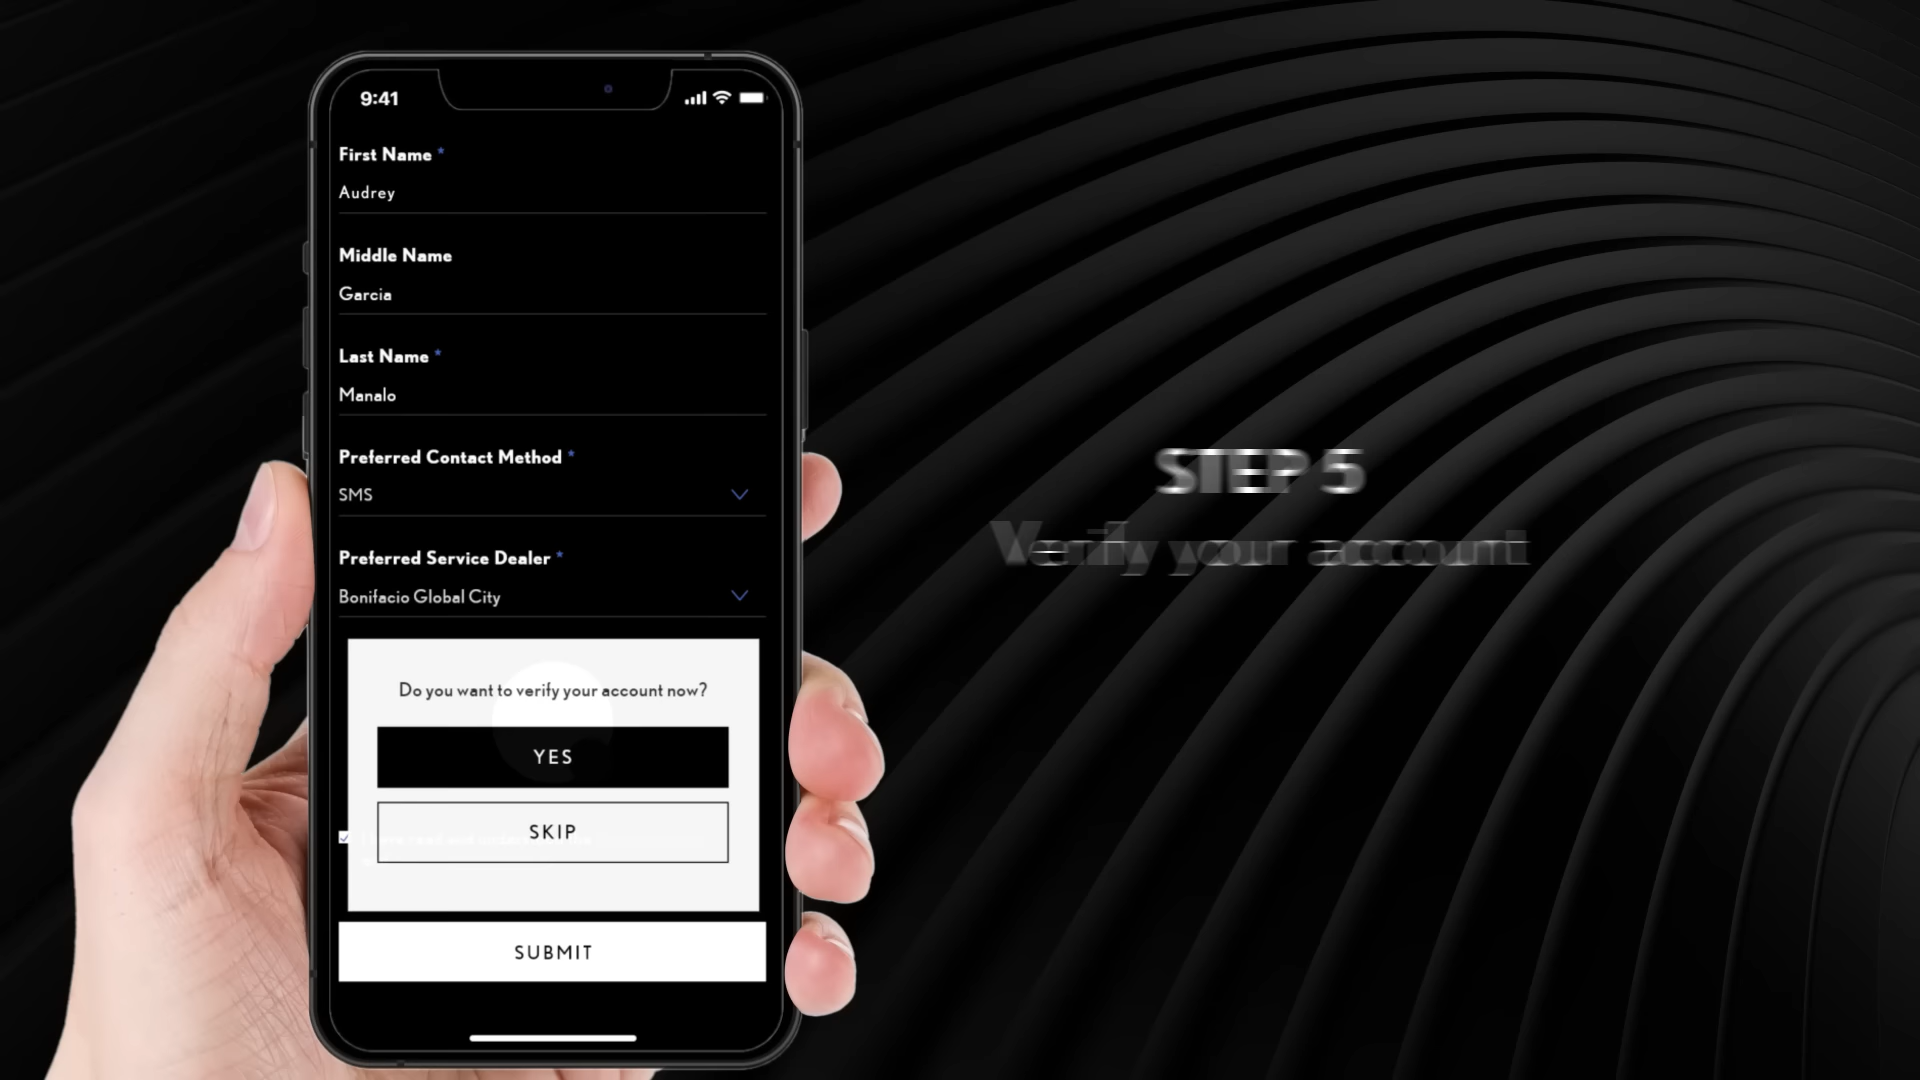 9:41
First Name *
Audrey
Middle Name
Garcia
Last Name *
Manalo
Preferred Contact Method *
SMS
Preferred Service Dealer *
Bonifacio Global City
Do you want to verify your account now?
YES
SKIP
SUBMIT
STEP 5
Verify your account